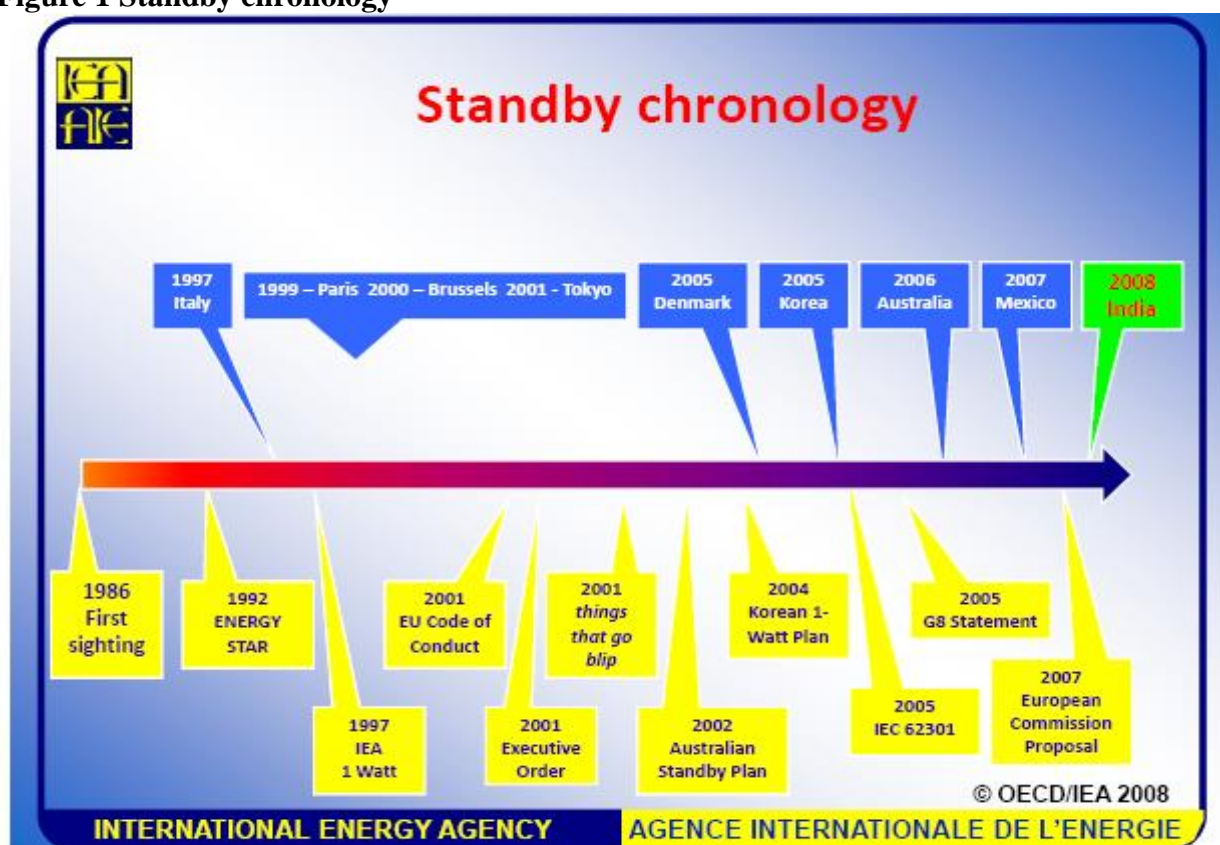 Figure 1 Standby chronology
IEA
AIE
Standby chronology
1997
Italy
1999 – Paris 2000 – Brussels 2001 - Tokyo
2005
Denmark
2005
Korea
2006
Australia
2007
Mexico
2008
India
1986
First
sighting
1992
ENERGY
STAR
1997
IEA
1 Watt
2001
EU Code of
Conduct
2001
Executive
Order
2001
things
that go
blip
2002
Australian
Standby Plan
2004
Korean 1-
Watt Plan
2005
IEC 62301
2005
G8 Statement
2007
European
Commission
Proposal
© OECD/IEA 2008
INTERNATIONAL ENERGY AGENCY
AGENCE INTERNATIONALE DE L'ENERGIE